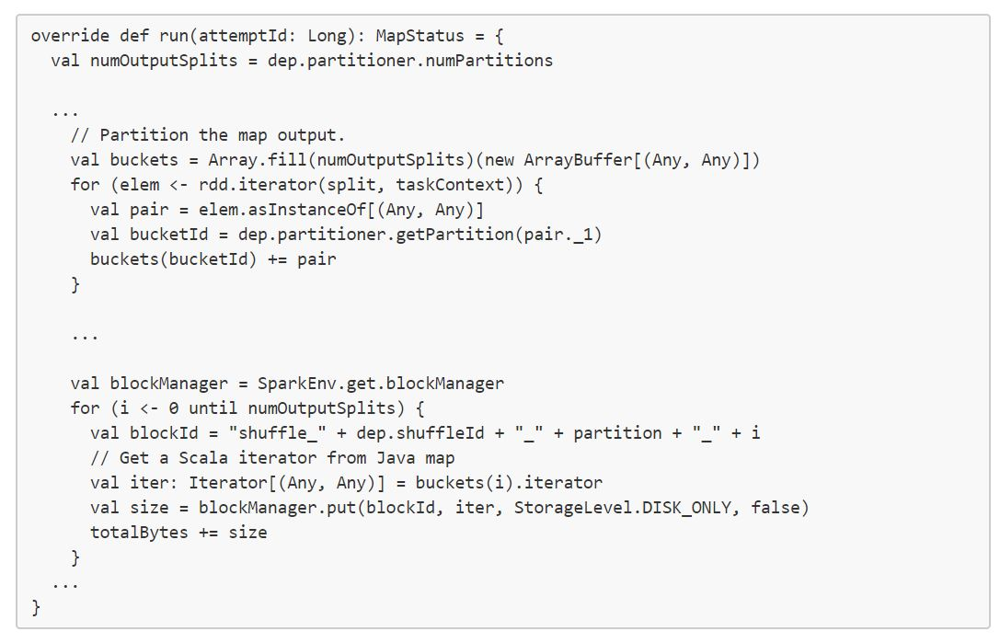 override def run(attemptId: Long): MapStatus = {
  val numOutputSplits = dep.partitioner.numPartitions

  ...
    // Partition the map output.
    val buckets = Array.fill(numOutputSplits)(new ArrayBuffer[(Any, Any)])
    for (elem <- rdd.iterator(split, taskContext)) {
      val pair = elem.asInstanceOf[(Any, Any)]
      val bucketId = dep.partitioner.getPartition(pair._1)
      buckets(bucketId) += pair
    }

    ...

    val blockManager = SparkEnv.get.blockManager
    for (i <- 0 until numOutputSplits) {
      val blockId = "shuffle_" + dep.shuffleId + "_" + partition + "_" + i
      // Get a Scala iterator from Java map
      val iter: Iterator[(Any, Any)] = buckets(i).iterator
      val size = blockManager.put(blockId, iter, StorageLevel.DISK_ONLY, false)
      totalBytes += size
    }
  ...
}